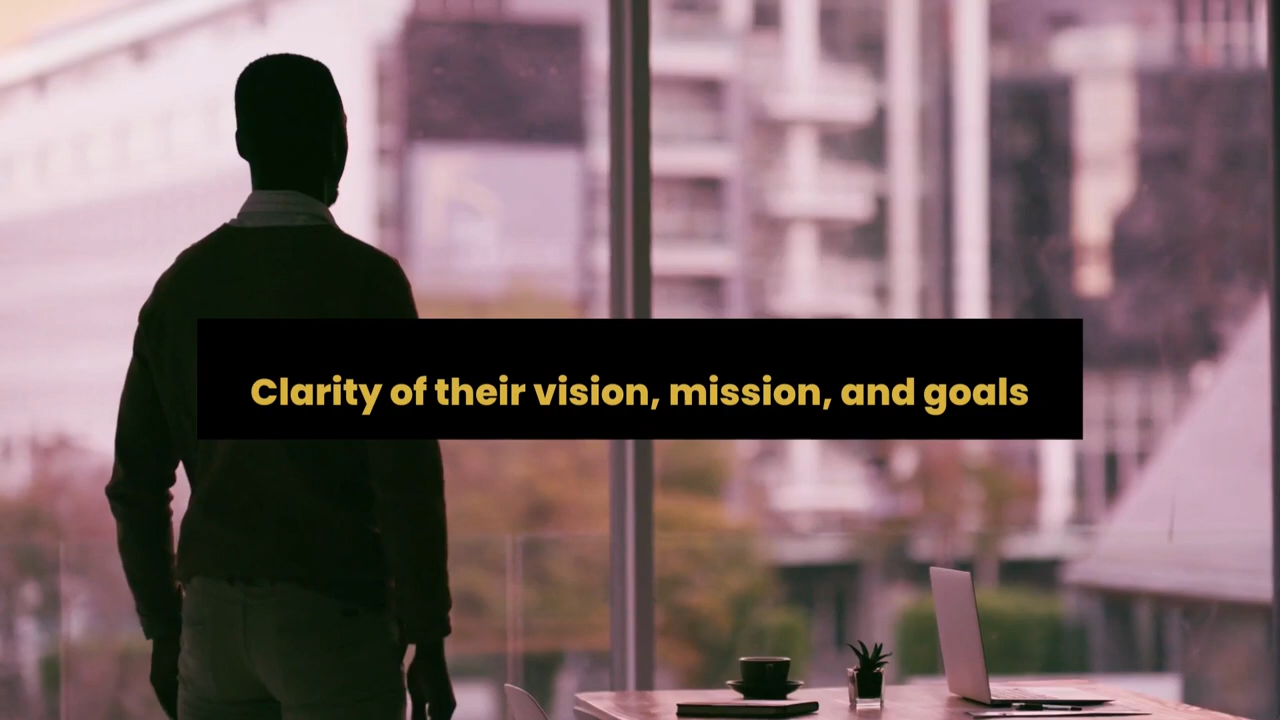 Clarity of their vision, mission, and goals